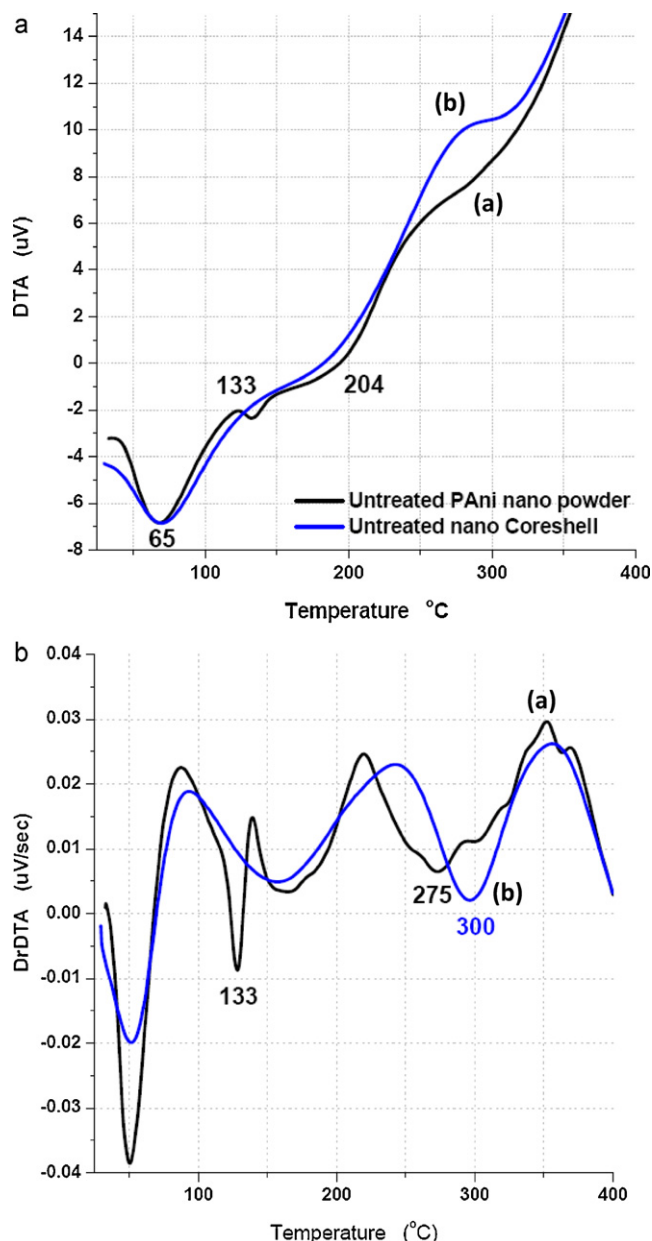 a
14
12
10
8
6
4
2
0
-2
-4
-6
-8
DTA (uV)
(b)
(a)
133
204
65
Untreated PAni nano powder
Untreated nano Coreshell
100
200
300
400
Temperature °C
b
0.04
0.03
0.02
0.01
0.00
-0.01
-0.02
-0.03
-0.04
DrDTA (uV/sec)
(a)
275
(b)
300
133
100
200
300
400
Temperature (°C)